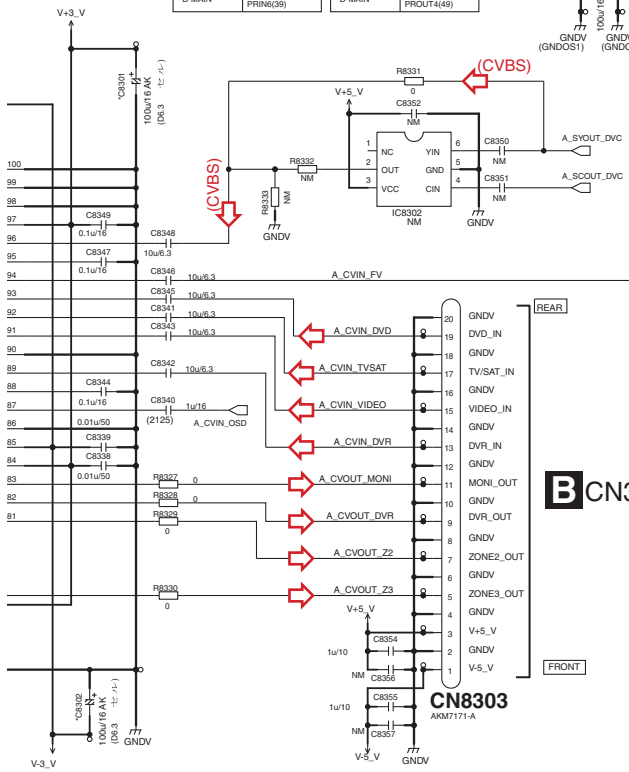 D-MAIN PRIN6(39) D-MAIN PROUT4(49)
V+3_V
100u/16
GNDV
(GNDOS1)
GNDV
*C8301
100u/16 AK
(D6.3
R8331
0
(CVBS)
V+5_V
C8352
NM
1 NC YIN 6
2 OUT GND 5
3 VCC CIN 4
IC8302
NM
C8350
NM
A_SYOUT_DVC
C8351
NM
A_SCOUT_DVC
GNDV
R8332
NM
R8333
NM
GNDV
(CVBS)
100
99
98
97 C8349
0.1u/16
96 C8348
10u/6.3
95 C8347
0.1u/16
94 C8346 10u/6.3 A_CVIN_FV
93 C8345 10u/6.3
92 C8341 10u/6.3
91 C8343 10u/6.3
90
89 C8342 10u/6.3
88 C8344
0.1u/16
87 C8340 1u/16
(2125) A_CVIN_OSD
86 0.01u/50
85 C8339
84 C8338
0.01u/50
83 R8327 0
82 R8328 0
81 R8329
0
R8330
0
A_CVIN_DVD
A_CVIN_TVSAT
A_CVIN_VIDEO
A_CVIN_DVR
A_CVOUT_MONI
A_CVOUT_DVR
A_CVOUT_Z2
A_CVOUT_Z3
REAR
20 GNDV
19 DVD_IN
18 GNDV
17 TV/SAT_IN
16 GNDV
15 VIDEO_IN
14 GNDV
13 DVR_IN
12 GNDV
11 MONI_OUT
10 GNDV
9 DVR_OUT
8 GNDV
7 ZONE2_OUT
6 GNDV
5 ZONE3_OUT
4 GNDV
3 V+5_V
2 GNDV
1 V-5_V
FRONT
B CN3
CN8303
AKM7171-A
V+5_V
1u/10 C8354
NM C8356
1u/10 C8355
NM C8357
V-5_V
GNDV
*C8302
100u/16 AK
(D6.3
GNDV
V-3_V